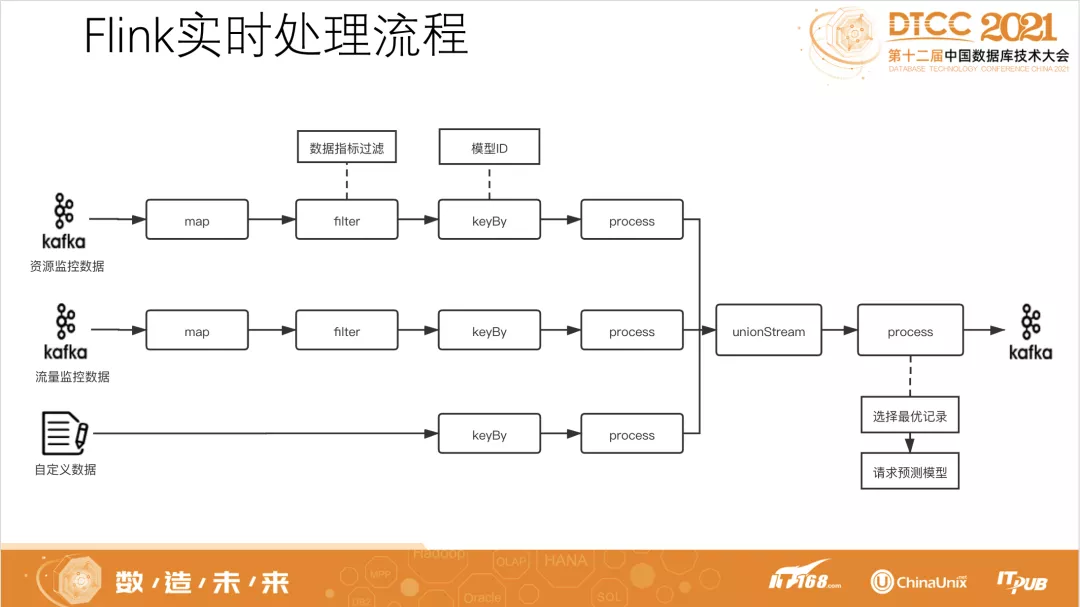 Flink实时处理流程
DTCC 2021
第十二届中国数据库技术大会
DATABASE TECHNOLOGY CONFERENCE CHINA 2021
数据指标过滤
模型ID
kafka
map
filter
keyBy
process
资源监控数据
kafka
map
filter
keyBy
process
unionStream
process
kafka
流量监控数据
选择最优记录
自定义数据
keyBy
process
请求预测模型
数/造/未/来
Hadoop
MPP
OLAP
HANA
DB2
Oracle
SQL
IT168.com
ChinaUnix.net
ITPUB